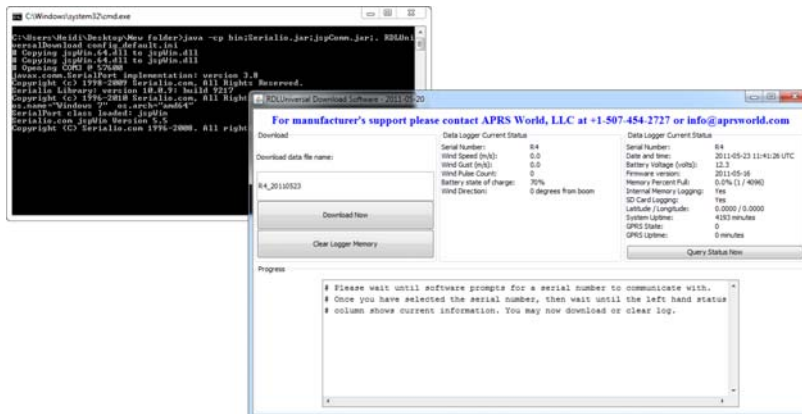 C:\Windows\system32\cmd.exe
C:\Users\Heidi\Desktop\New folder>java -cp bin;Serialio.jar;jspComm.jar;. RDLUni
versalDownload config_default.ini
# Copying jspWin.64.dll to jspWin.dll
# Copying jspWin.64.dll to jspWin.dll
# Opening COM3 @ 57600
javax.comm.SerialPort implementation: version 3.8
Copyright (c) 1998-2009 Serialio.com, All Rights Reserved.
Serialio Library: version 10.0.9: build 9217
Copyright (c) 1996-2010 Serialio.com, All Right
os.name="Windows 7" os.arch="amd64"
SerialPort class loaded: jspWin
Serialio.com jspWin Version 5.5
Copyright (C) Serialio.com 1996-2008, All right
RDLUniversal Download Software - 2011-05-20
For manufacturer's support please contact APRS World, LLC at +1-507-454-2727 or info@aprsworld.com
Download
Download data file name:
R4_20110523
Download Now
Clear Logger Memory
Data Logger Current Status
Serial Number: R4
Wind Speed (m/s): 0.0
Wind Gust (m/s): 0.0
Wind Pulse Count: 0
Battery state of charge: 70%
Wind Direction: 0 degrees from boom
Data Logger Current Status
Serial Number: R4
Date and time: 2011-05-23 11:41:26 UTC
Battery Voltage (volts): 12.3
Firmware version: 2011-05-16
Memory Percent Full: 0.0% (1 / 4096)
Internal Memory Logging: Yes
SD Card Logging: Yes
Latitude / Longitude: 0.0000 / 0.0000
System Uptime: 4193 minutes
GPRS State: 0
GPRS Uptime: 0 minutes
Query Status Now
Progress
# Please wait until software prompts for a serial number to communicate with.
# Once you have selected the serial number, then wait until the left hand status
# column shows current information. You may now download or clear log.